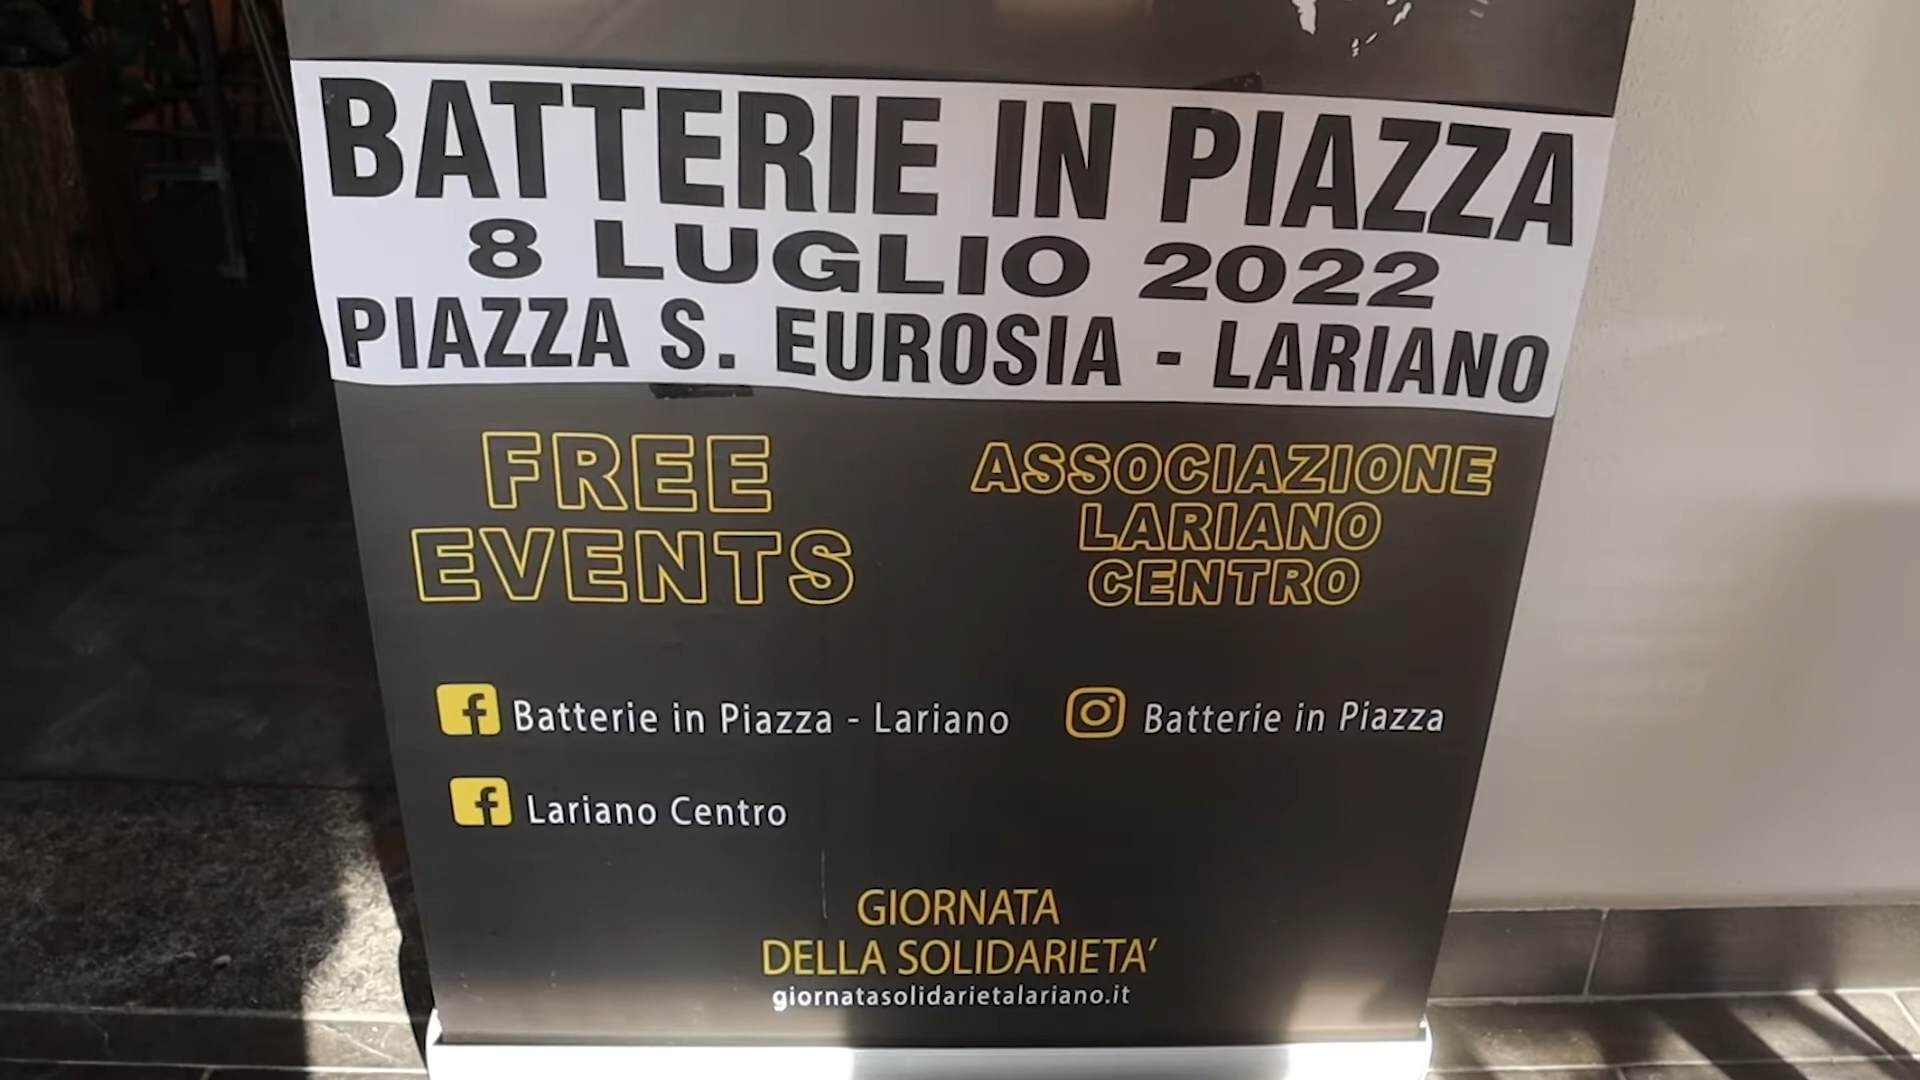 BATTERIE IN PIAZZA
8 LUGLIO 2022
PIAZZA S. EUROSIA - LARIANO
FREE
EVENTS
ASSOCIAZIONE
LARIANO
CENTRO
Batterie in Piazza - Lariano
Batterie in Piazza
Lariano Centro
GIORNATA
DELLA SOLIDARIETA'
giornatasolidarietalariano.it